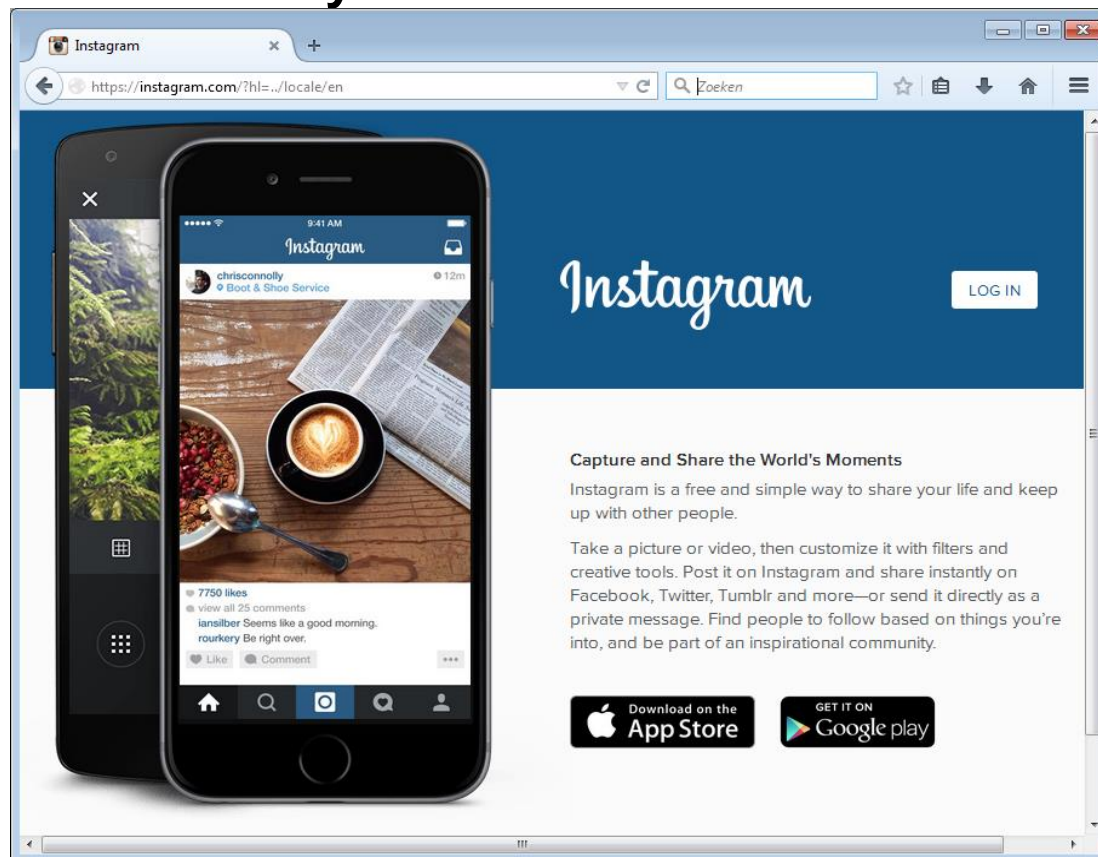 Instagram
https://instagram.com/?hl=../locale/en
Zoeken
9:41 AM
Instagram
chrisconnolly
Boot & Shoe Service
12m
7750 likes
view all 25 comments
iansilber Seems like a good morning.
rourkery Be right over.
Like
Comment
Instagram
LOG IN
Capture and Share the World's Moments
Instagram is a free and simple way to share your life and keep
up with other people.
Take a picture or video, then customize it with filters and
creative tools. Post it on Instagram and share instantly on
Facebook, Twitter, Tumblr and more—or send it directly as a
private message. Find people to follow based on things you're
into, and be part of an inspirational community.
Download on the
App Store
GET IT ON
Google play